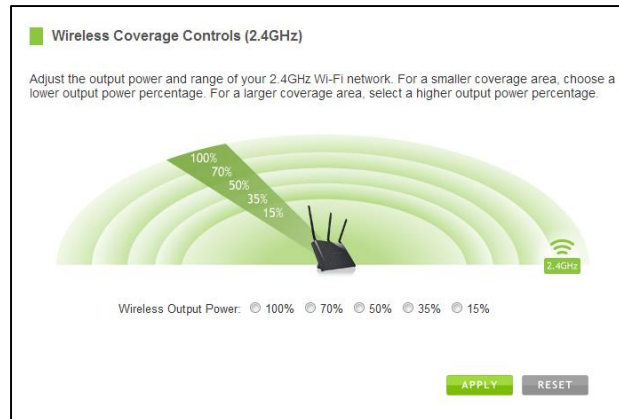 Wireless Coverage Controls (2.4GHz)
Adjust the output power and range of your 2.4GHz Wi-Fi network. For a smaller coverage area, choose a
lower output power percentage. For a larger coverage area, select a higher output power percentage.
100%
70%
50%
35%
15%
2.4GHz
Wireless Output Power: 100% 70% 50% 35% 15%
APPLY RESET